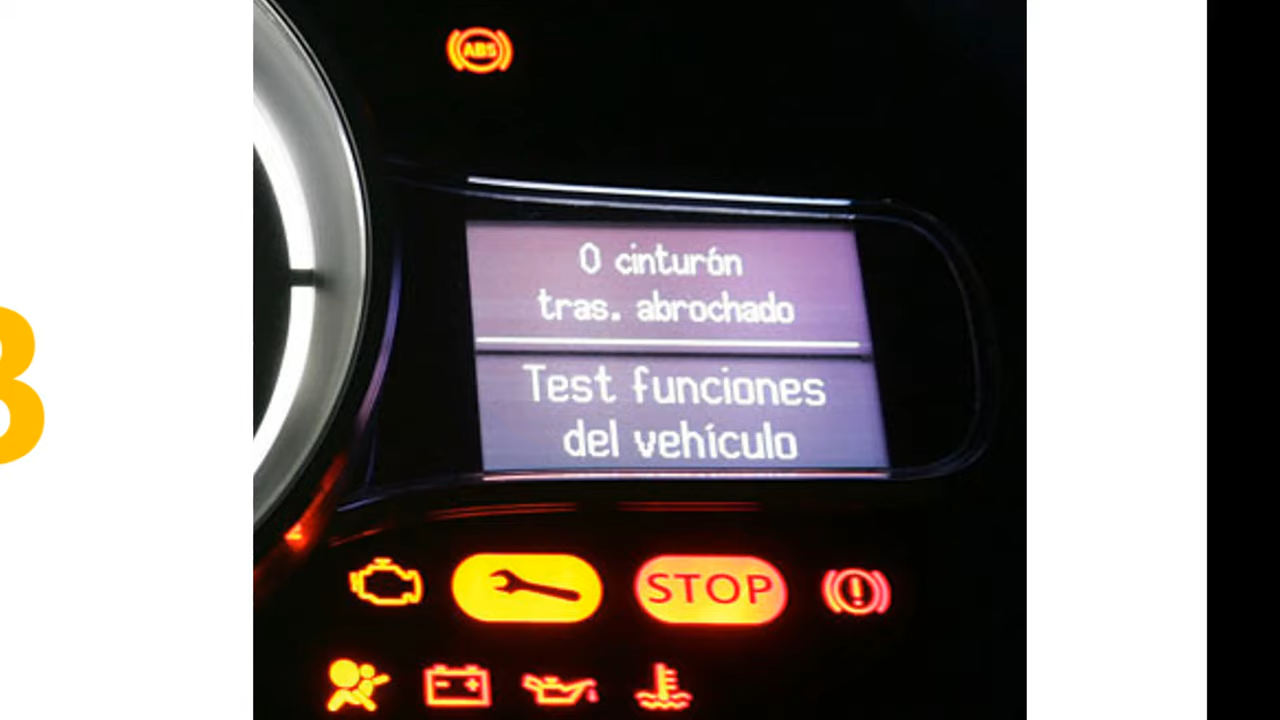 ABS
0 cinturón
tras. abrochado
Test funciones
del vehículo
STOP